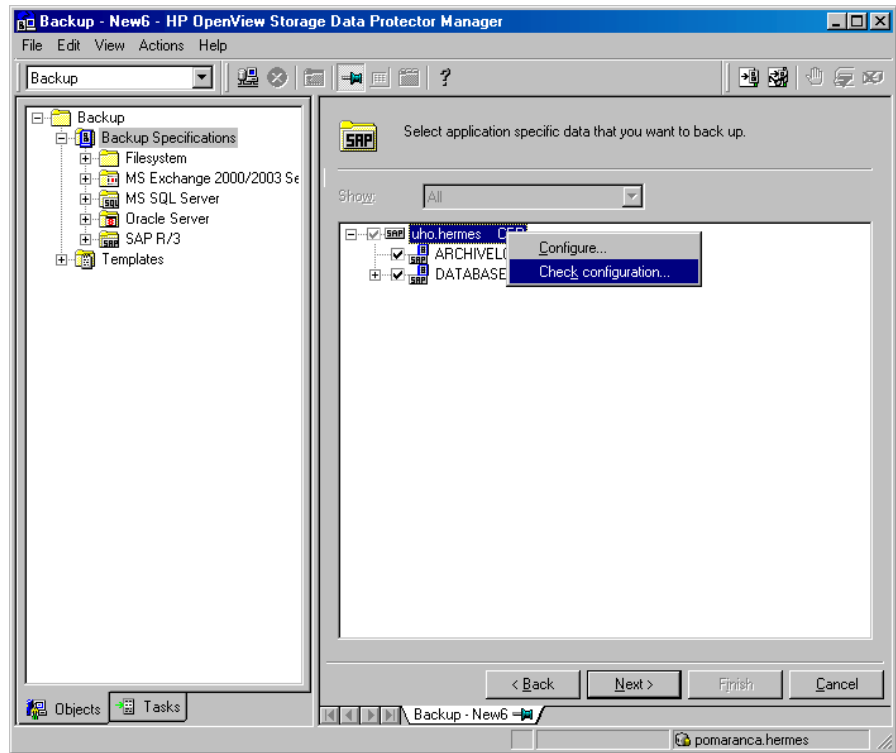 Backup - New6 - HP OpenView Storage Data Protector Manager
File Edit View Actions Help
Backup
Backup
Backup Specifications
Filesystem
MS Exchange 2000/2003 Se
MS SQL Server
Oracle Server
SAP R/3
Templates
Objects
Tasks
SAP
Select application specific data that you want to back up.
Show:
All
uho.hermes
ARCHIVEL
DATABASE
Configure...
Check configuration...
< Back
Next >
Finish
Cancel
Backup - New6
pomaranca.hermes